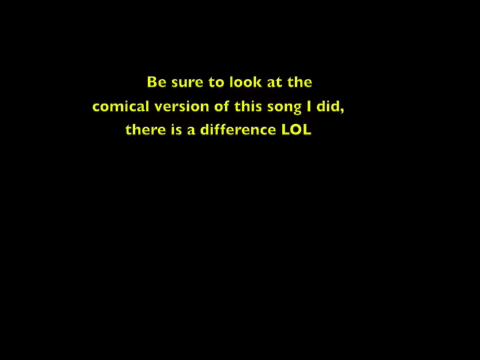 Be sure to look at the
comical version of this song I did,
there is a difference LOL